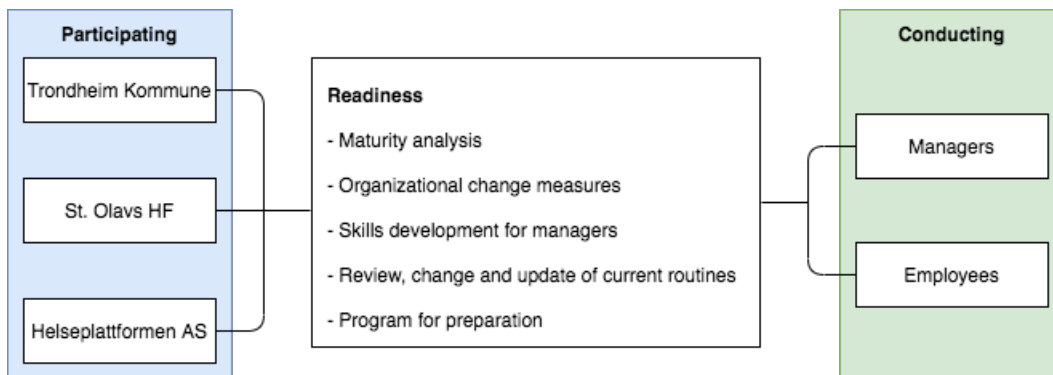 Participating
Trondheim Kommune
St. Olavs HF
Helseplattformen AS
Readiness
- Maturity analysis
- Organizational change measures
- Skills development for managers
- Review, change and update of current routines
- Program for preparation
Conducting
Managers
Employees